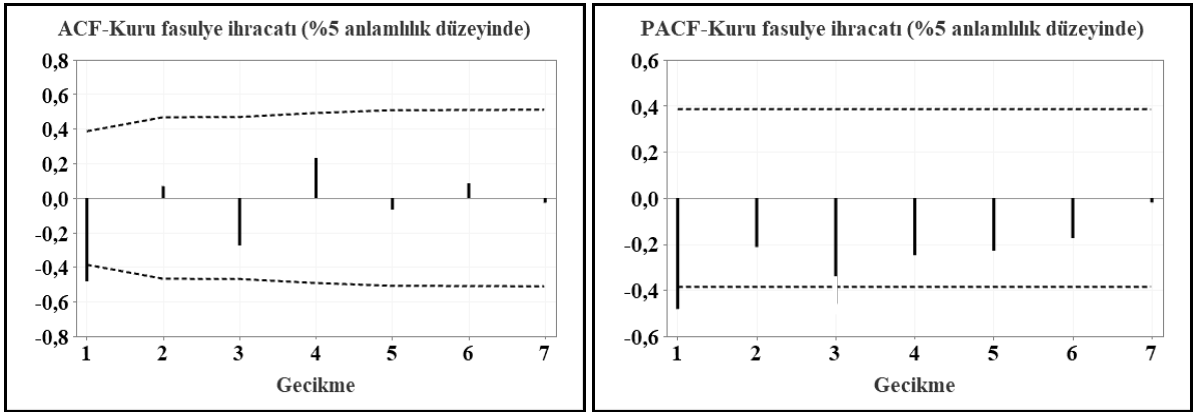 ACF-Kuru fasulye ihracatı (%5 anlamlılık düzeyinde)
0,8
0,6
0,4
0,2
0,0
-0,2
-0,4
-0,6
-0,8
1 2 3 4 5 6 7
Gecikme
PACF-Kuru fasulye ihracatı (%5 anlamlılık düzeyinde)
0,6
0,4
0,2
0,0
-0,2
-0,4
-0,6
1 2 3 4 5 6 7
Gecikme